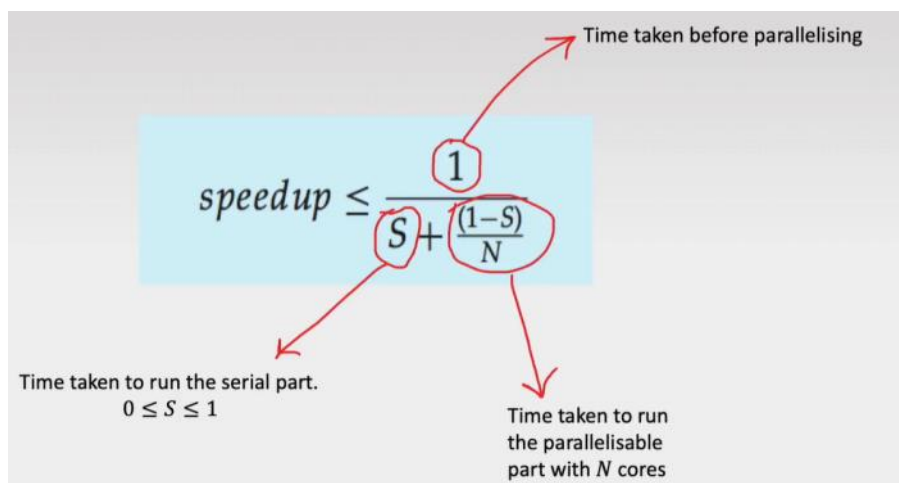 Time taken before parallelising
speedup ≤ 1 / (S + (1−S)/N)
Time taken to run the serial part.
0 ≤ S ≤ 1
Time taken to run
the parallelisable
part with N cores